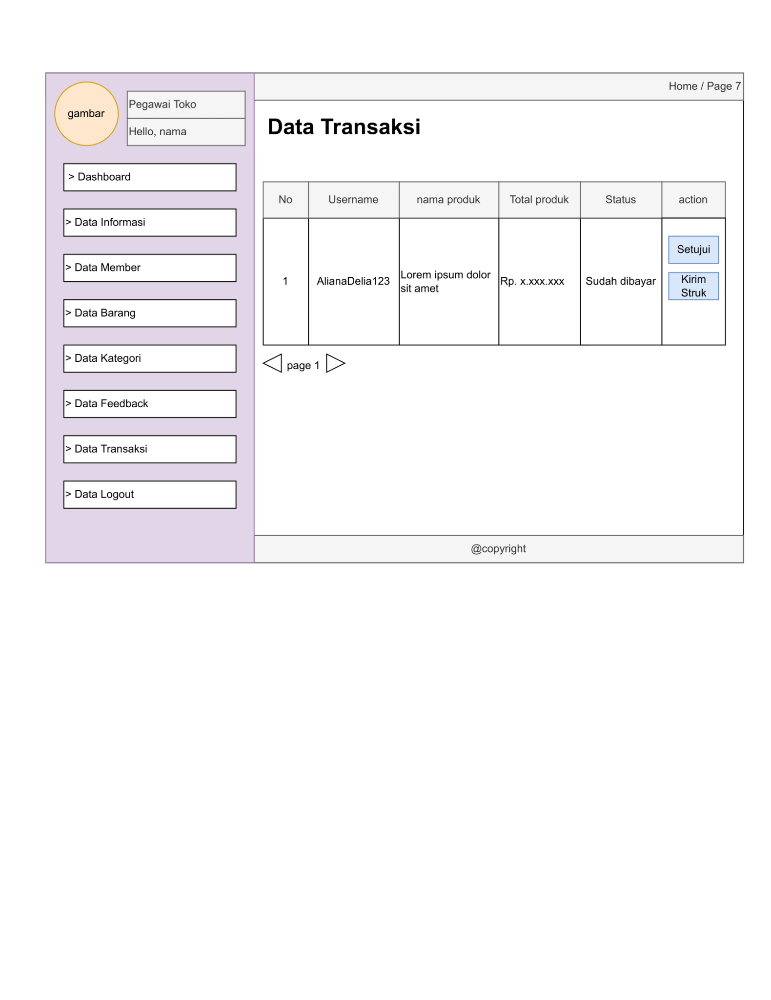 gambar
Pegawai Toko
Hello, nama
> Dashboard
> Data Informasi
> Data Member
> Data Barang
> Data Kategori
> Data Feedback
> Data Transaksi
> Data Logout
Home / Page 7
Data Transaksi
No
Username
nama produk
Total produk
Status
action
1
AlianaDelia123
Lorem ipsum dolor
sit amet
Rp. x.xxx.xxx
Sudah dibayar
Setujui
Kirim
Struk
page 1
@copyright